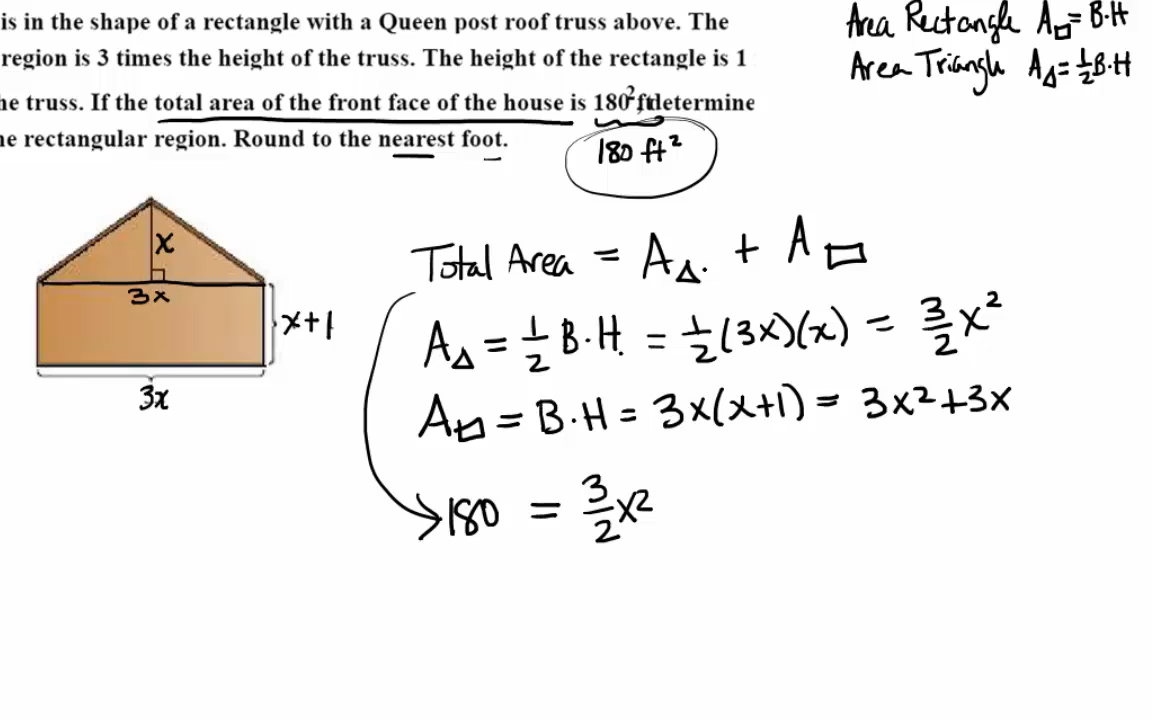 is in the shape of a rectangle with a Queen post roof truss above. The
region is 3 times the height of the truss. The height of the rectangle is 1
he truss. If the total area of the front face of the house is 180 ft² determine
ne rectangular region. Round to the nearest foot.
180 ft²
Area Rectangle A▭ = B·H
Area Triangle A△ = ½B·H
x
3x
x+1
3x
Total Area = A△. + A▭
A△ = ½ B·H. = ½(3x)(x) = 3/2 x²
A▭ = B·H = 3x(x+1) = 3x²+3x
→180 = 3/2 x²